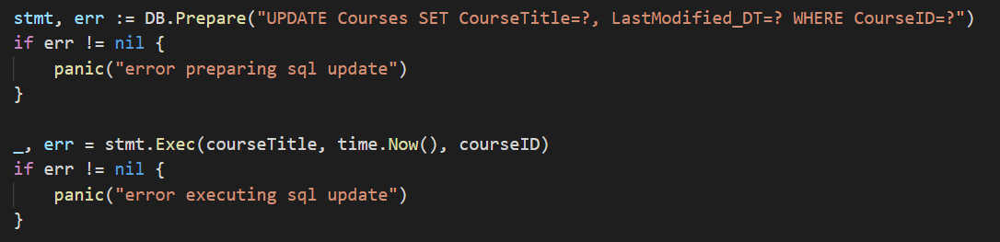 stmt, err := DB.Prepare("UPDATE Courses SET CourseTitle=?, LastModified_DT=? WHERE CourseID=?")
if err != nil {
    panic("error preparing sql update")
}

_, err = stmt.Exec(courseTitle, time.Now(), courseID)
if err != nil {
    panic("error executing sql update")
}